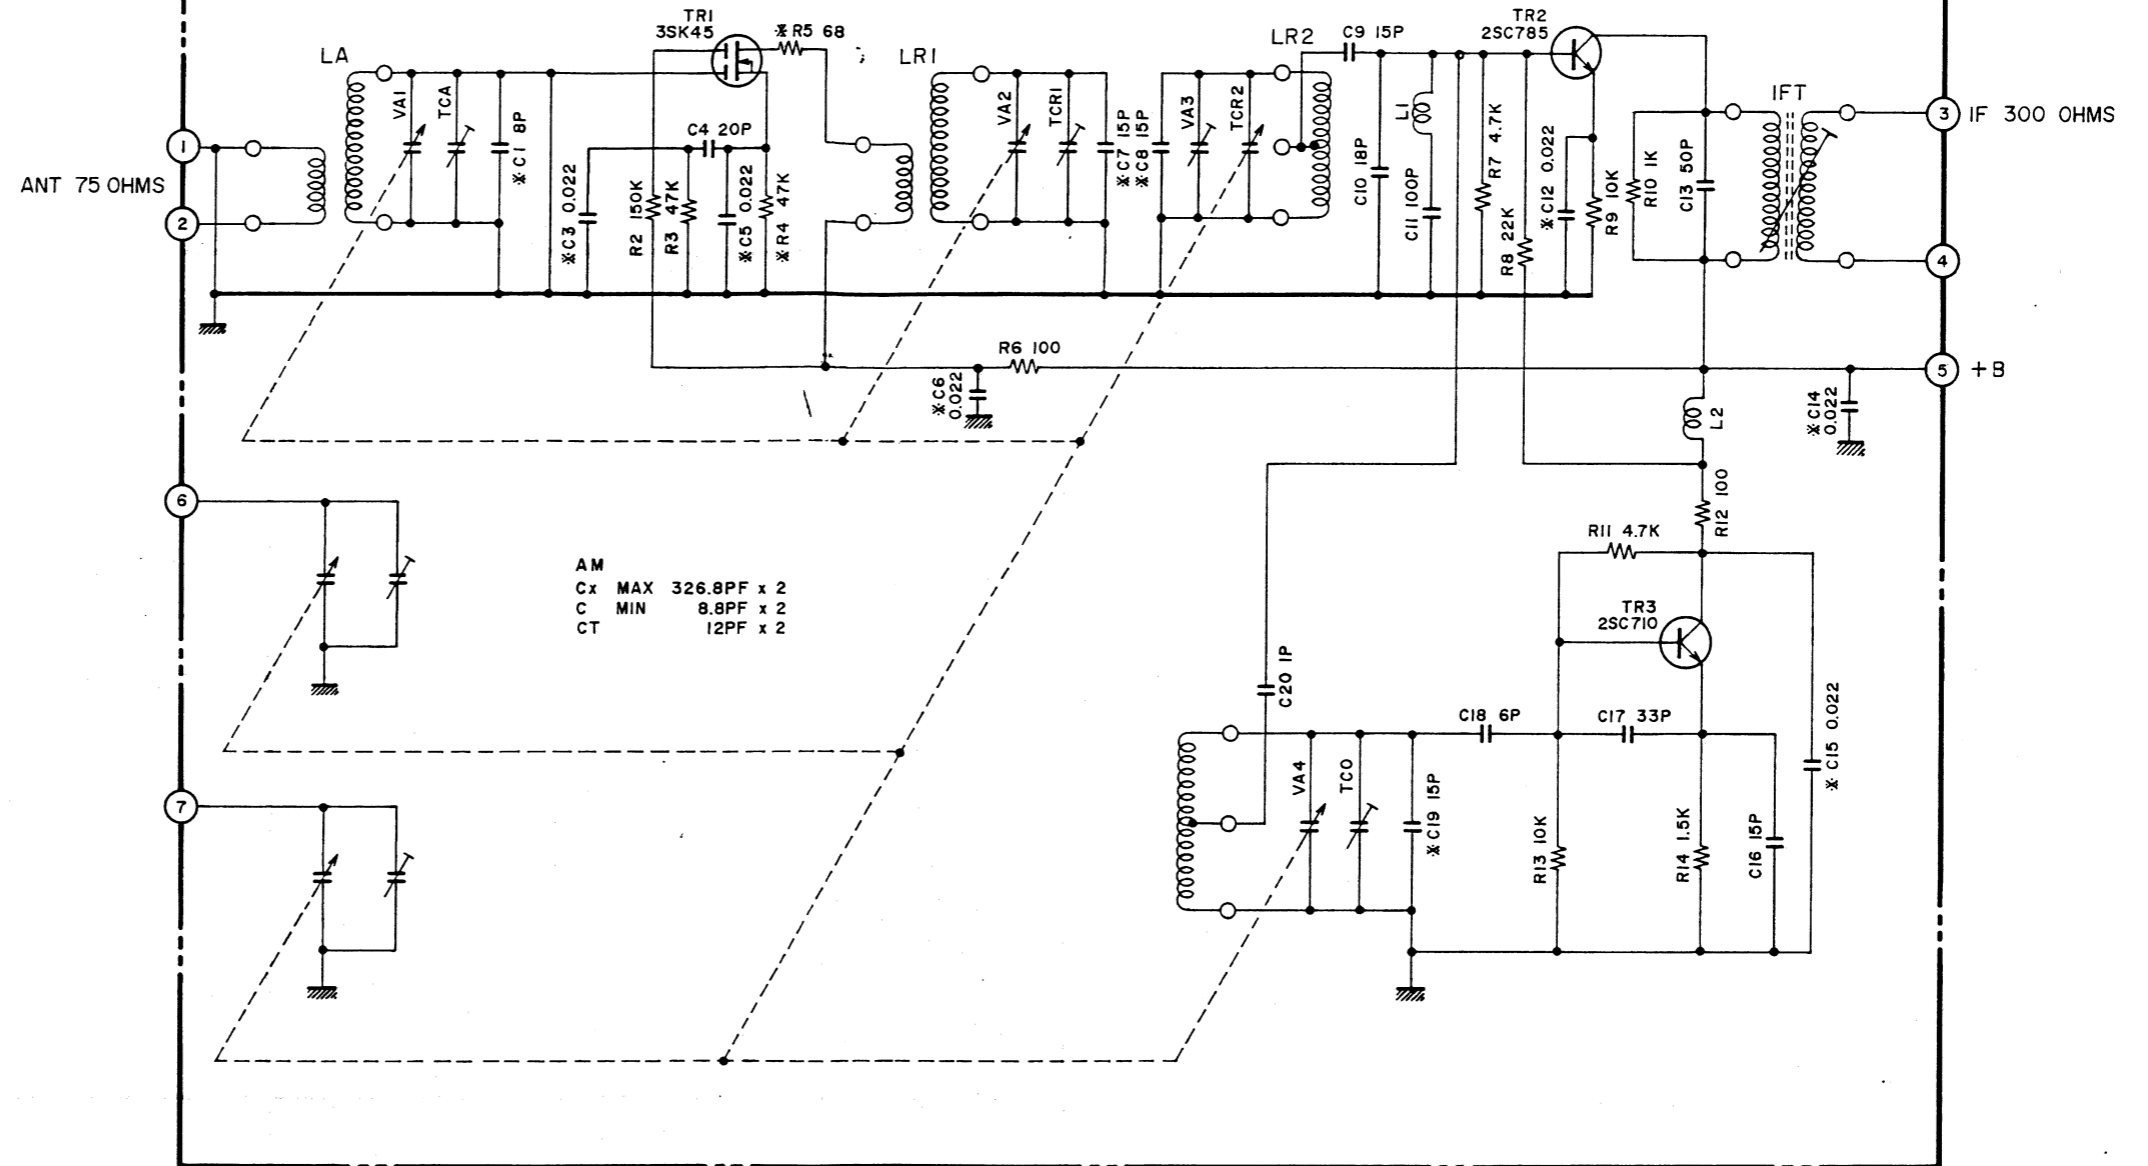 TR1
3SK45
※R5 68
LA
LR1
LR2
C9 15P
TR2
2SC785
VA1
TCA
※C1 8P
C4 20P
※C3 0.022
R2 150K
R3 47K
※C5 0.022
※R4 47K
VA2
TCR1
※C7 15P
※C8 15P
VA3
TCR2
C10 18P
L1
C11 100P
R7 4.7K
R8 22K
※C12 0.022
R9 10K
R10 1K
C13 50P
IFT
3 IF 300 OHMS
1
ANT 75 OHMS
2
4
R6 100
※C6
0.022
5 +B
※C14
0.022
L2
6
R12 100
R11 4.7K
AM
Cx MAX 326.8PF x 2
C MIN 8.8PF x 2
CT 12PF x 2
TR3
2SC710
C20 1P
C18 6P
C17 33P
※C15 0.022
7
VA4
TCO
※C19 15P
R13 10K
R14 1.5K
C16 15P